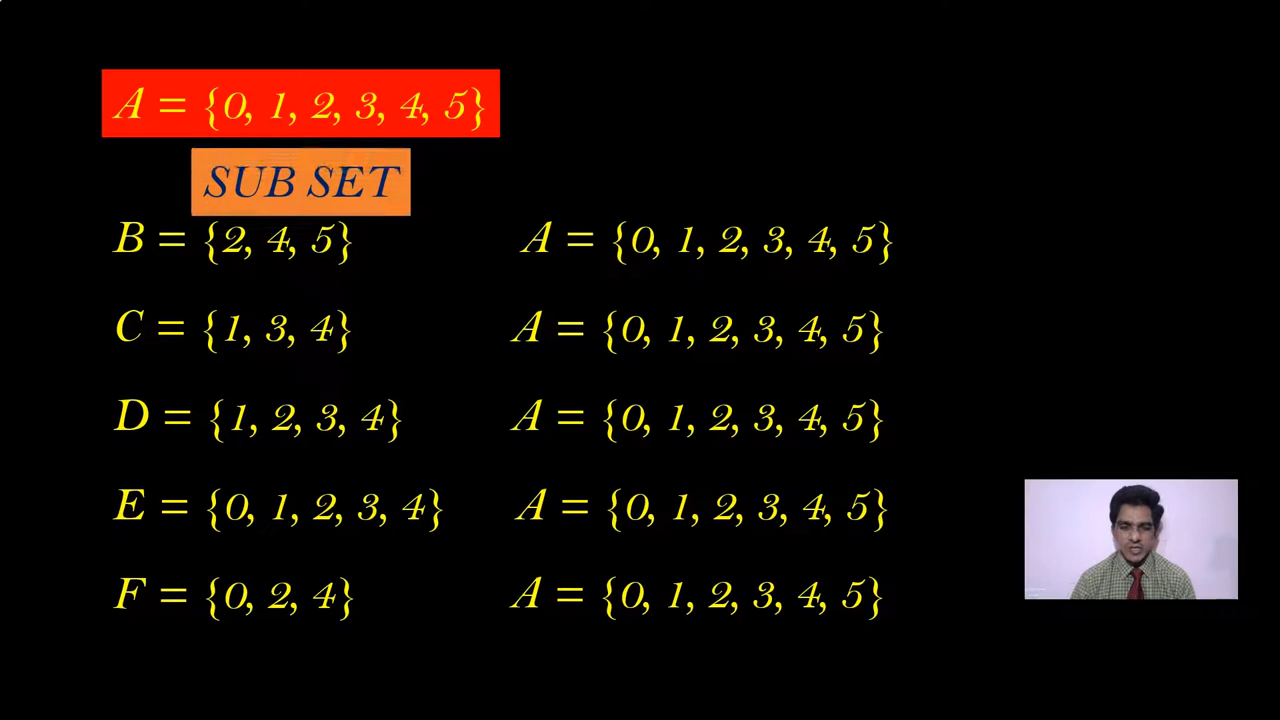 A = {0, 1, 2, 3, 4, 5}
SUB SET
B = {2, 4, 5} A = {0, 1, 2, 3, 4, 5}
C = {1, 3, 4} A = {0, 1, 2, 3, 4, 5}
D = {1, 2, 3, 4} A = {0, 1, 2, 3, 4, 5}
E = {0, 1, 2, 3, 4} A = {0, 1, 2, 3, 4, 5}
F = {0, 2, 4} A = {0, 1, 2, 3, 4, 5}